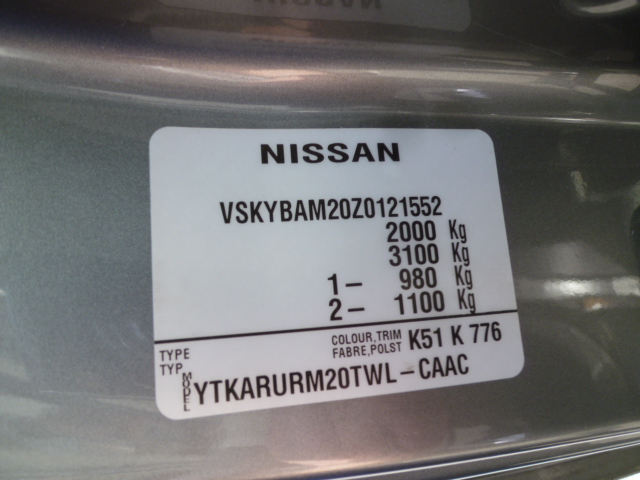 NISSAN
VSKYBAM20Z0121552
2000 Kg
3100 Kg
1– 980 Kg
2– 1100 Kg
TYPE COLOUR,TRIM K51 K 776
TYP FABRE,POLST
MODEL YTKARURM20TWL–CAAC